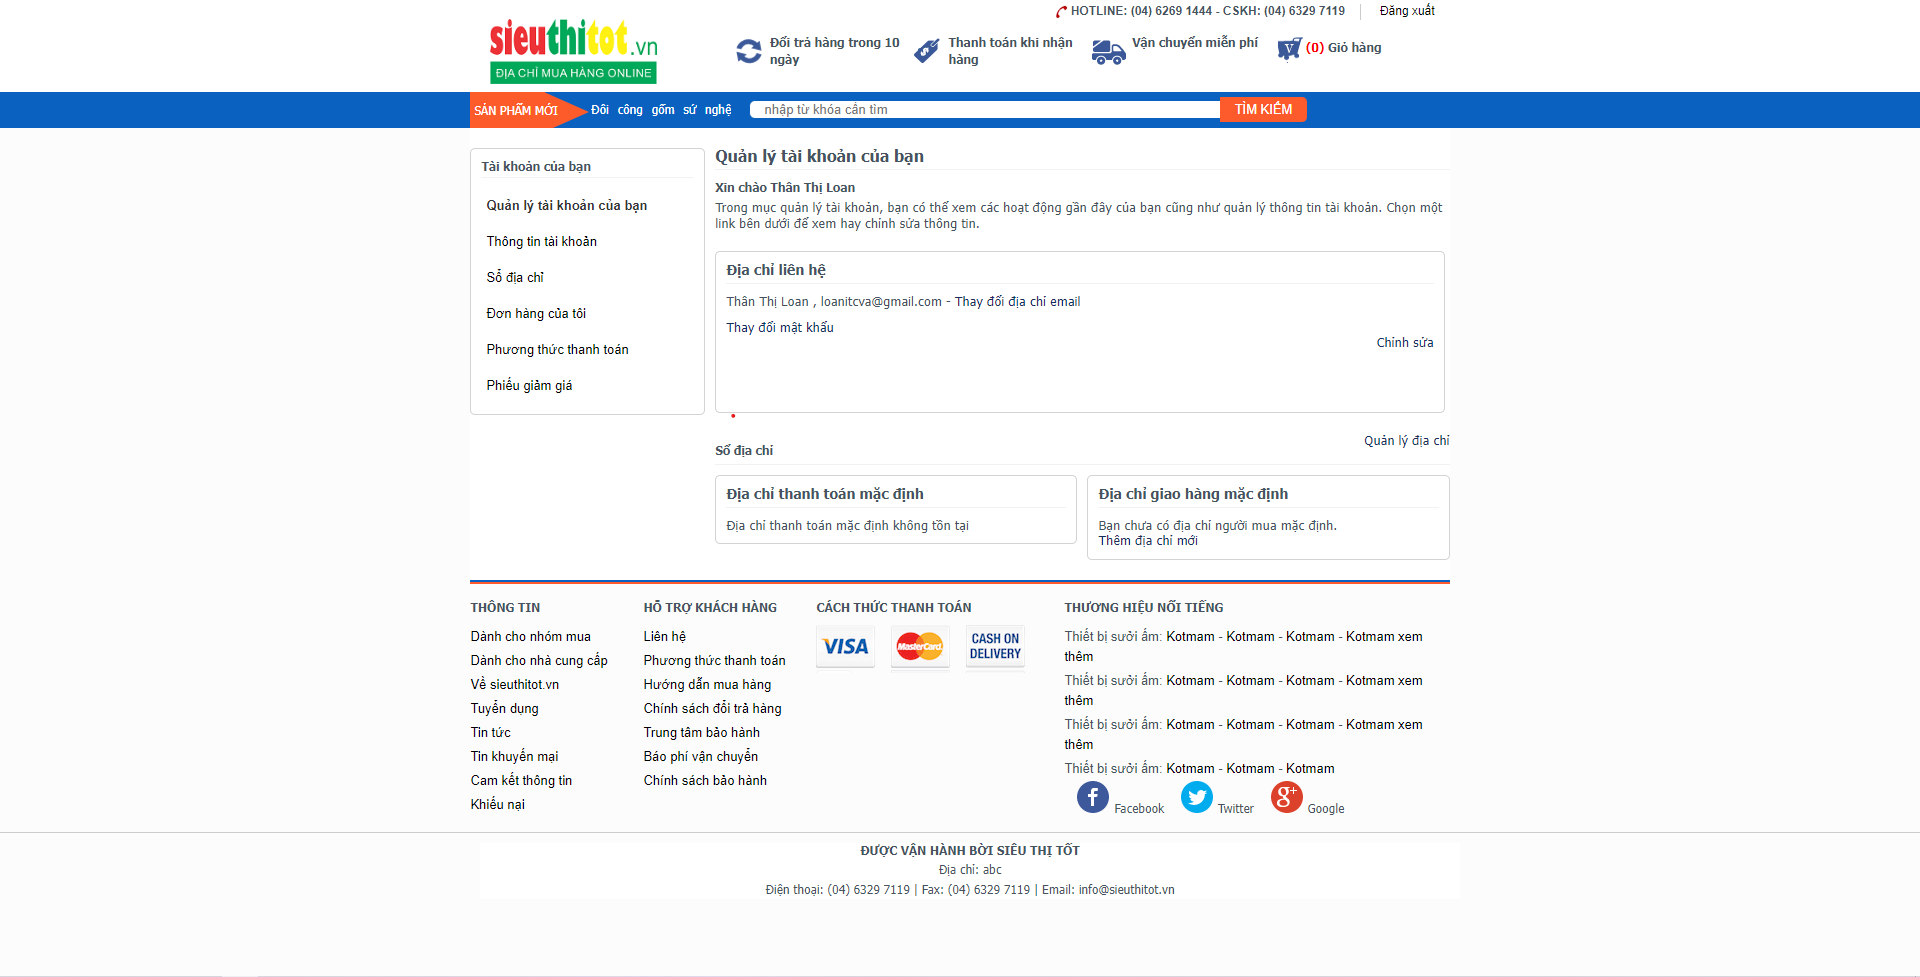 HOTLINE: (04) 6269 1444 - CSKH: (04) 6329 7119
Đăng xuất
sieuthitot.vn
ĐỊA CHỈ MUA HÀNG ONLINE
Đổi trả hàng trong 10
ngày
Thanh toán khi nhận
hàng
Vận chuyển miễn phí
(0) Giỏ hàng
SẢN PHẨM MỚI
Đôi công gốm sứ nghệ
nhập từ khóa cần tìm
TÌM KIẾM
Tài khoản của bạn
Quản lý tài khoản của bạn
Thông tin tài khoản
Sổ địa chỉ
Đơn hàng của tôi
Phương thức thanh toán
Phiếu giảm giá
Quản lý tài khoản của bạn
Xin chào Thân Thị Loan
Trong mục quản lý tài khoản, bạn có thể xem các hoạt động gần đây của bạn cũng như quản lý thông tin tài khoản. Chọn một
link bên dưới để xem hay chỉnh sửa thông tin.
Địa chỉ liên hệ
Thân Thị Loan , loanitcva@gmail.com - Thay đổi địa chỉ email
Thay đổi mật khẩu
Chỉnh sửa
Quản lý địa chỉ
Sổ địa chỉ
Địa chỉ thanh toán mặc định
Địa chỉ thanh toán mặc định không tồn tại
Địa chỉ giao hàng mặc định
Bạn chưa có địa chỉ người mua mặc định.
Thêm địa chỉ mới
THÔNG TIN
Dành cho nhóm mua
Dành cho nhà cung cấp
Về sieuthitot.vn
Tuyển dụng
Tin tức
Tin khuyến mại
Cam kết thông tin
Khiếu nại
HỖ TRỢ KHÁCH HÀNG
Liên hệ
Phương thức thanh toán
Hướng dẫn mua hàng
Chính sách đổi trả hàng
Trung tâm bảo hành
Báo phí vận chuyển
Chính sách bảo hành
CÁCH THỨC THANH TOÁN
VISA
MasterCard
CASH ON
DELIVERY
THƯƠNG HIỆU NỔI TIẾNG
Thiết bị sưởi ấm: Kotmam - Kotmam - Kotmam - Kotmam xem
thêm
Thiết bị sưởi ấm: Kotmam - Kotmam - Kotmam - Kotmam xem
thêm
Thiết bị sưởi ấm: Kotmam - Kotmam - Kotmam - Kotmam xem
thêm
Thiết bị sưởi ấm: Kotmam - Kotmam - Kotmam
Facebook
Twitter
Google
ĐƯỢC VẬN HÀNH BỜI SIÊU THỊ TỐT
Địa chỉ: abc
Điện thoại: (04) 6329 7119 | Fax: (04) 6329 7119 | Email: info@sieuthitot.vn